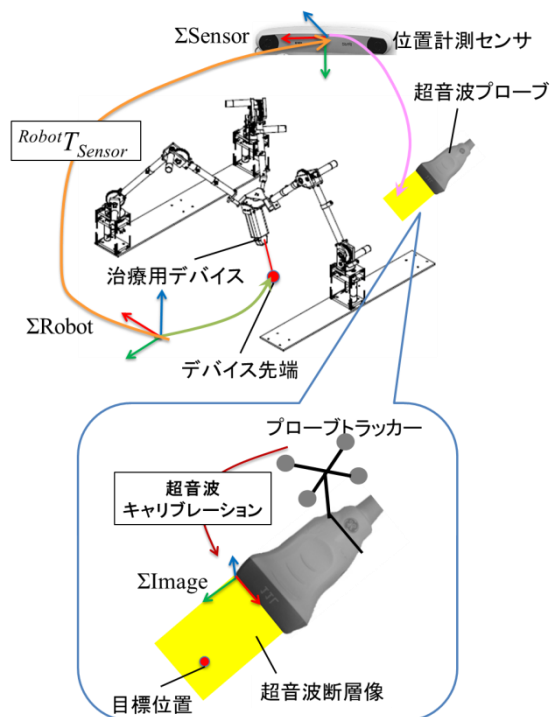 ΣSensor
位置計測センサ
超音波プローブ
Robot T Sensor
治療用デバイス
ΣRobot
デバイス先端
プローブトラッカー
超音波
キャリブレーション
ΣImage
目標位置
超音波断層像